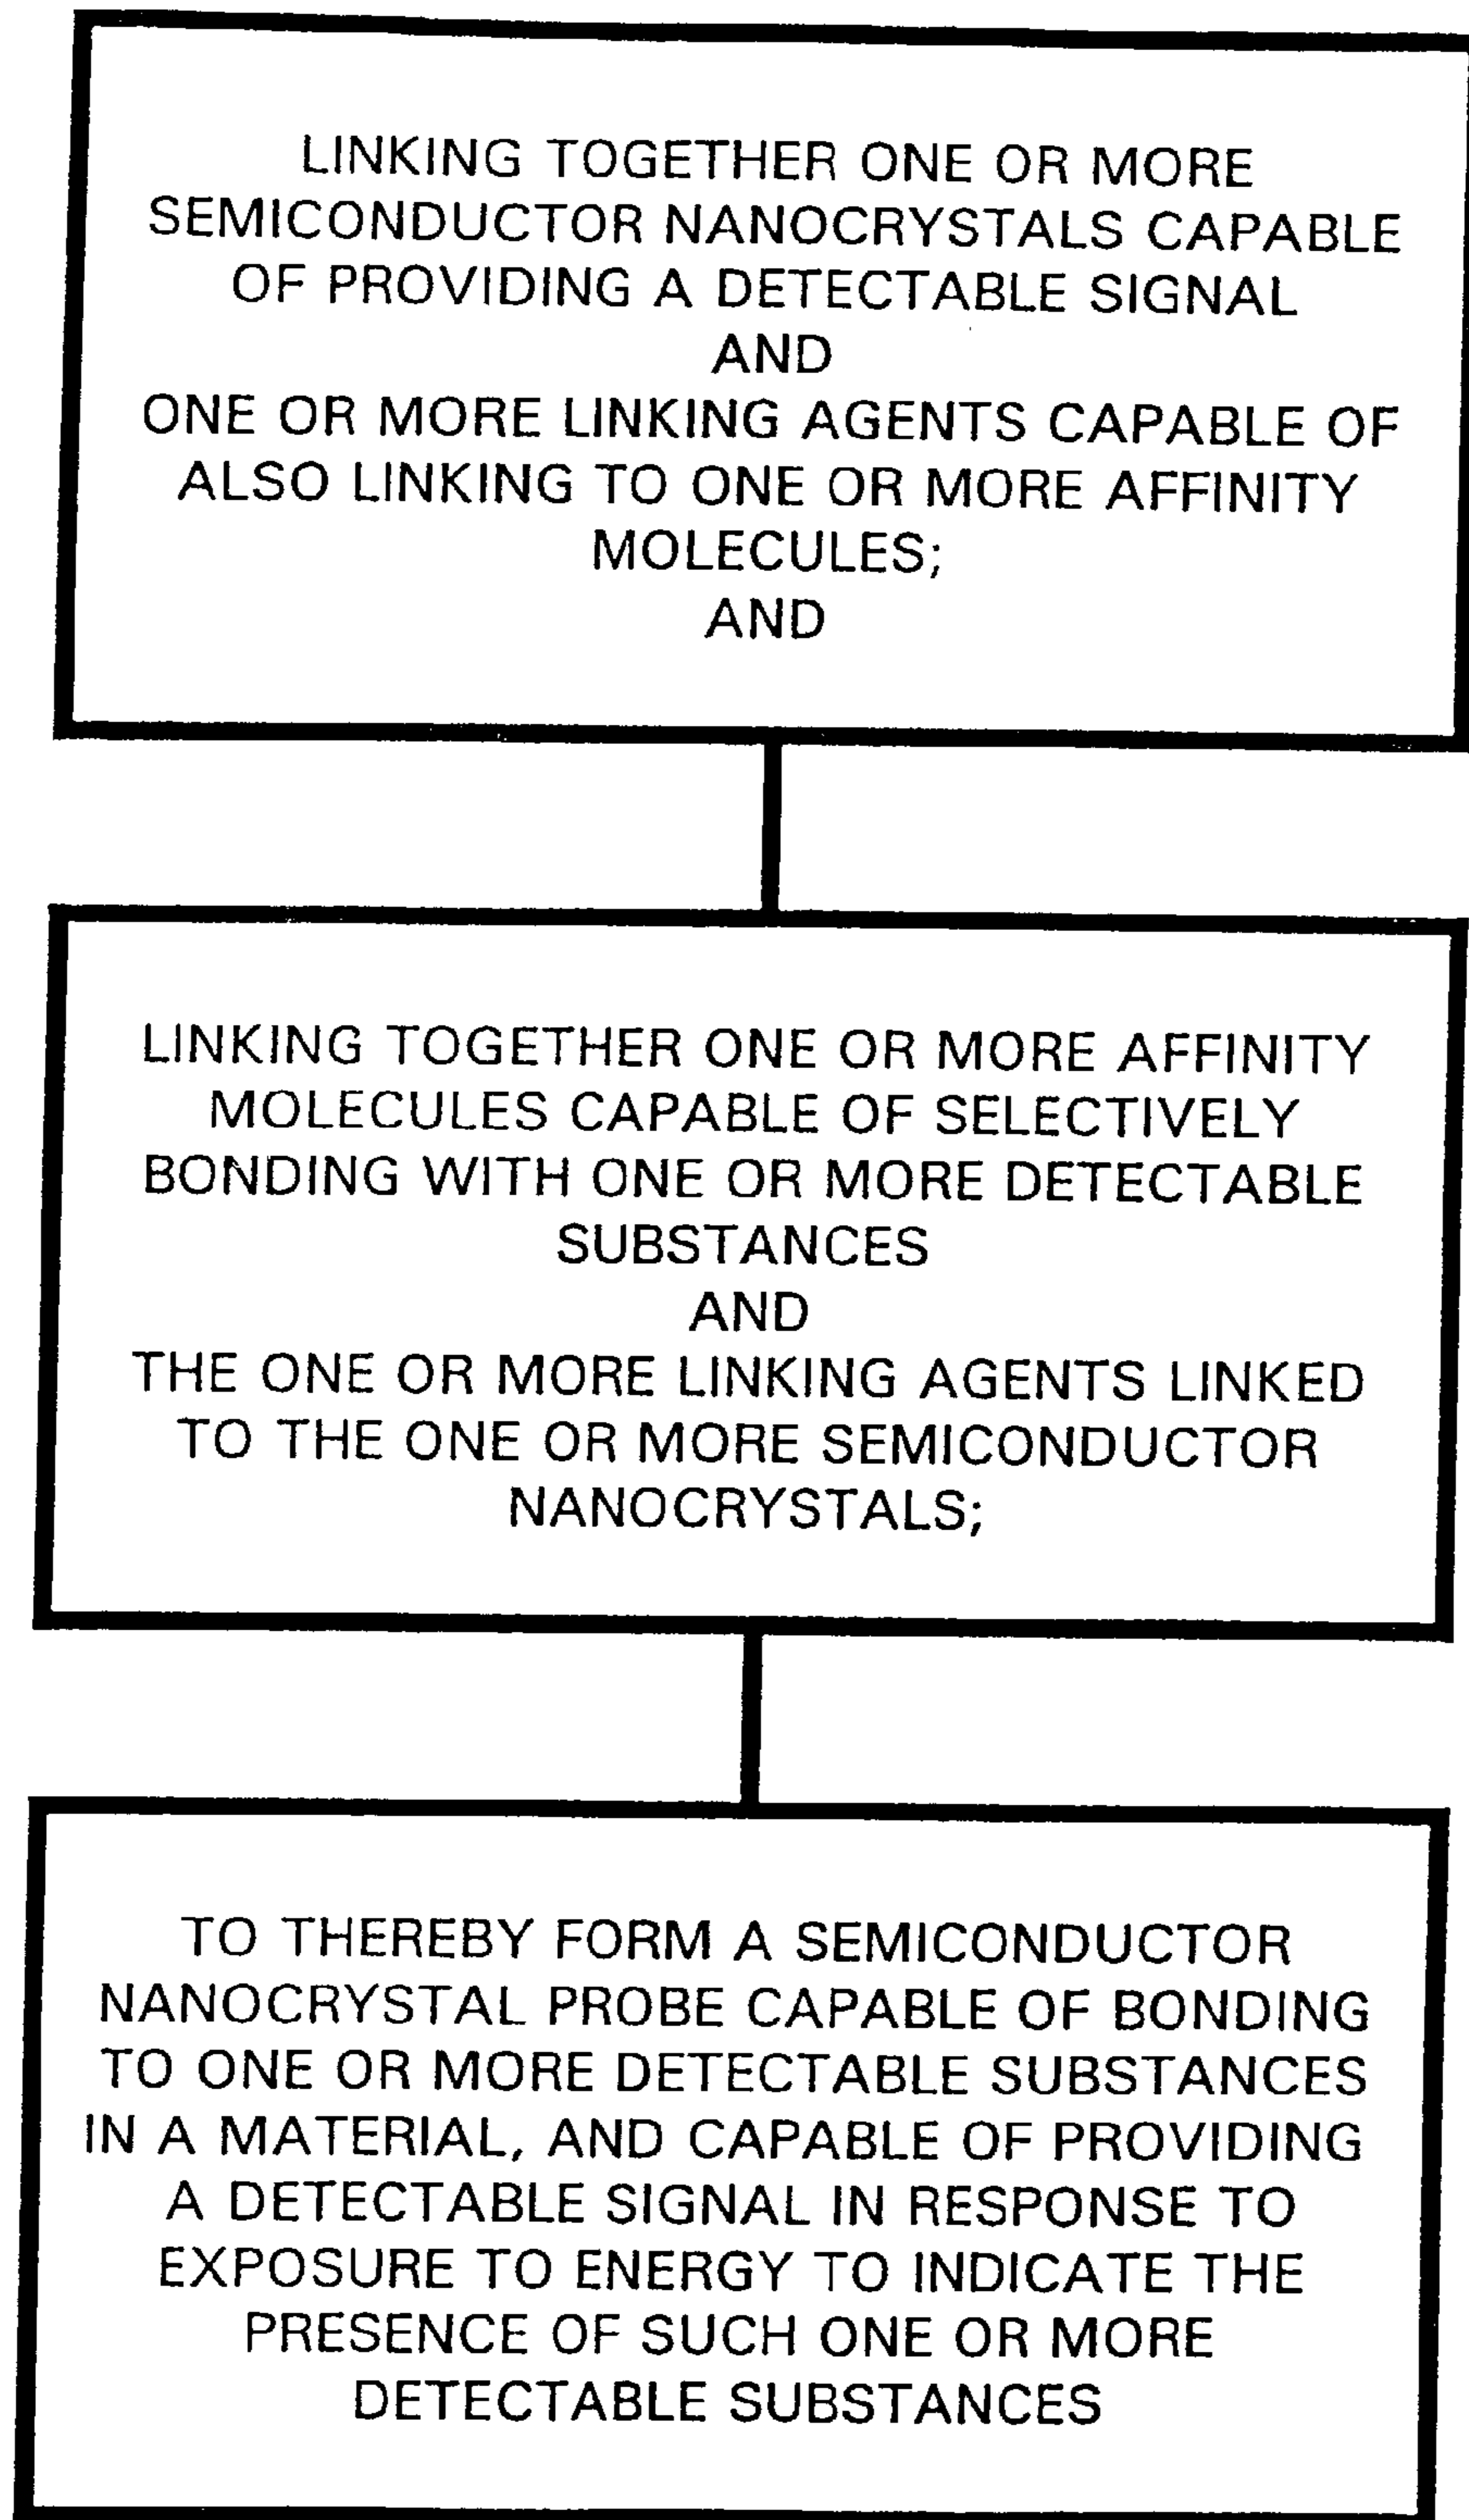 LINKING TOGETHER ONE OR MORE
SEMICONDUCTOR NANOCRYSTALS CAPABLE
OF PROVIDING A DETECTABLE SIGNAL
AND
ONE OR MORE LINKING AGENTS CAPABLE OF
ALSO LINKING TO ONE OR MORE AFFINITY
MOLECULES;
AND
LINKING TOGETHER ONE OR MORE AFFINITY
MOLECULES CAPABLE OF SELECTIVELY
BONDING WITH ONE OR MORE DETECTABLE
SUBSTANCES
AND
THE ONE OR MORE LINKING AGENTS LINKED
TO THE ONE OR MORE SEMICONDUCTOR
NANOCRYSTALS;
TO THEREBY FORM A SEMICONDUCTOR
NANOCRYSTAL PROBE CAPABLE OF BONDING
TO ONE OR MORE DETECTABLE SUBSTANCES
IN A MATERIAL, AND CAPABLE OF PROVIDING
A DETECTABLE SIGNAL IN RESPONSE TO
EXPOSURE TO ENERGY TO INDICATE THE
PRESENCE OF SUCH ONE OR MORE
DETECTABLE SUBSTANCES